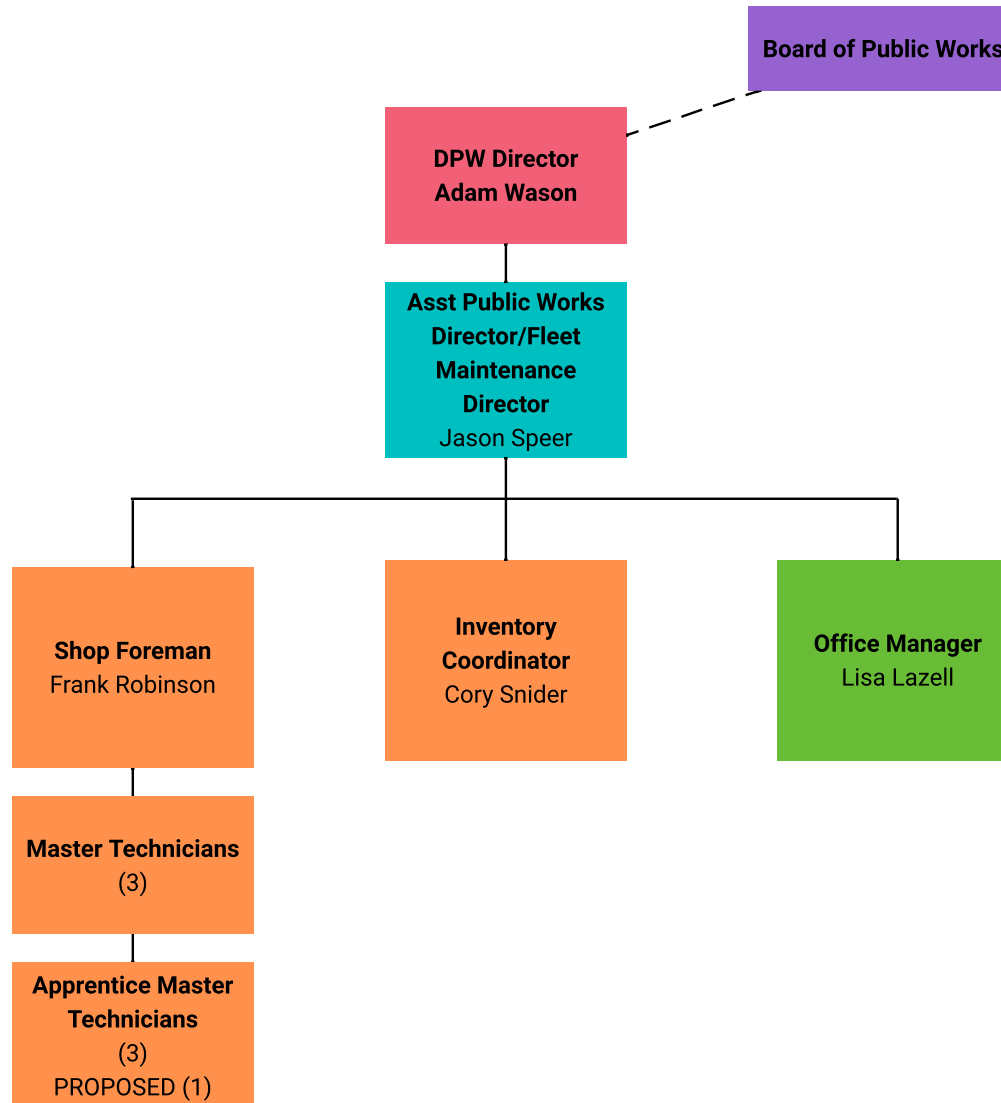 Board of Public Works
DPW Director
Adam Wason
Asst Public Works
Director/Fleet
Maintenance
Director
Jason Speer
Shop Foreman
Frank Robinson
Inventory
Coordinator
Cory Snider
Office Manager
Lisa Lazell
Master Technicians
(3)
Apprentice Master
Technicians
(3)
PROPOSED (1)